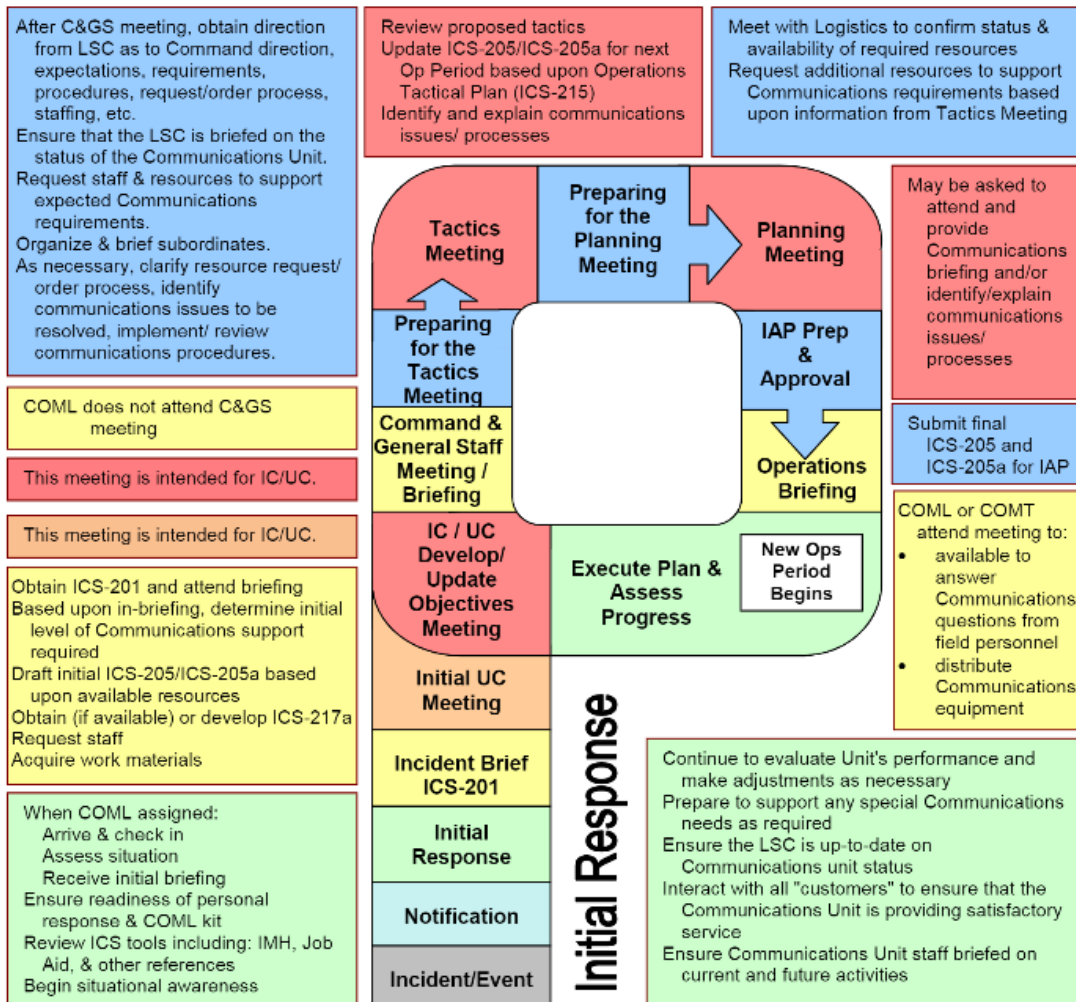 After C&GS meeting, obtain direction
from LSC as to Command direction,
expectations, requirements,
procedures, request/order process,
staffing, etc.
Ensure that the LSC is briefed on the
status of the Communications Unit.
Request staff & resources to support
expected Communications
requirements.
Organize & brief subordinates.
As necessary, clarify resource request/
order process, identify
communications issues to be
resolved, implement/ review
communications procedures.
COML does not attend C&GS
meeting
This meeting is intended for IC/UC.
This meeting is intended for IC/UC.
Obtain ICS-201 and attend briefing
Based upon in-briefing, determine initial
level of Communications support
required
Draft initial ICS-205/ICS-205a based
upon available resources
Obtain (if available) or develop ICS-217a
Request staff
Acquire work materials
When COML assigned:
Arrive & check in
Assess situation
Receive initial briefing
Ensure readiness of personal
response & COML kit
Review ICS tools including: IMH, Job
Aid, & other references
Begin situational awareness
Review proposed tactics
Update ICS-205/ICS-205a for next
Op Period based upon Operations
Tactical Plan (ICS-215)
Identify and explain communications
issues/ processes
Meet with Logistics to confirm status &
availability of required resources
Request additional resources to support
Communications requirements based
upon information from Tactics Meeting
Tactics
Meeting
Preparing
for the
Planning
Meeting
Planning
Meeting
Preparing
for the
Tactics
Meeting
IAP Prep
&
Approval
Command &
General Staff
Meeting /
Briefing
Operations
Briefing
IC / UC
Develop/
Update
Objectives
Meeting
Execute Plan &
Assess
Progress
New Ops
Period
Begins
Initial UC
Meeting
Incident Brief
ICS-201
Initial
Response
Notification
Incident/Event
Initial Response
May be asked to
attend and
provide
Communications
briefing and/or
identify/explain
communications
issues/
processes
Submit final
ICS-205 and
ICS-205a for IAP
COML or COMT
attend meeting to:
• available to
answer
Communications
questions from
field personnel
• distribute
Communications
equipment
Continue to evaluate Unit's performance and
make adjustments as necessary
Prepare to support any special Communications
needs as required
Ensure the LSC is up-to-date on
Communications unit status
Interact with all "customers" to ensure that the
Communications Unit is providing satisfactory
service
Ensure Communications Unit staff briefed on
current and future activities